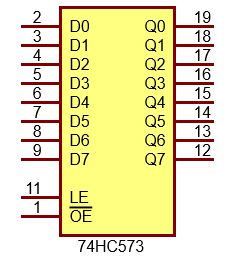 2 D0 Q0 19
3 D1 Q1 18
4 D2 Q2 17
5 D3 Q3 16
6 D4 Q4 15
7 D5 Q5 14
8 D6 Q6 13
9 D7 Q7 12
11 LE
1 OE
74HC573